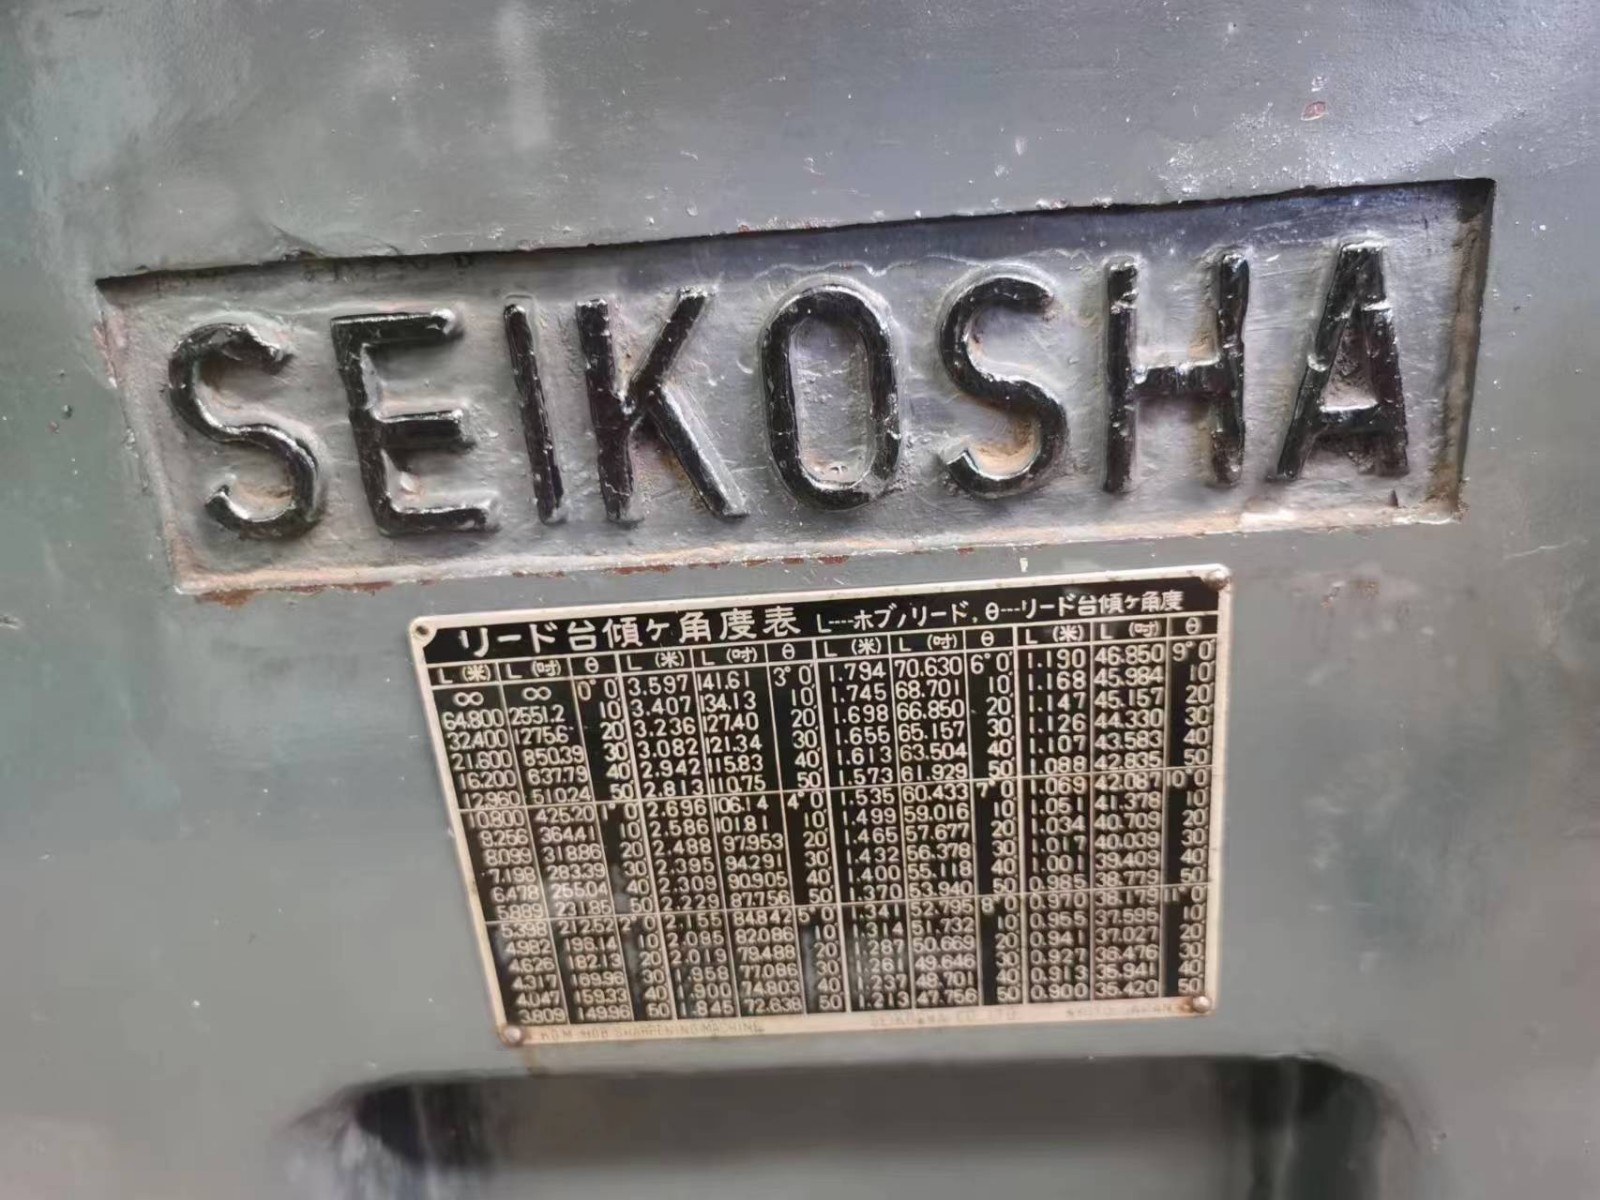 SEIKOSHA
リード台傾ヶ角度表 L----ホブノリード, θ---リード台傾ヶ角度
L (米) L (吋) θ L (米) L (吋) θ L (米) L (吋) θ L (米) L (吋) θ
∞ ∞ 0° 0' 3.597 141.61 3° 0' 1.794 70.630 6° 0' 1.190 46.850 9° 0'
64.800 2551.2 10 3.407 134.13 10' 1.745 68.701 10' 1.168 45.984 10'
32.400 1275.6 20 3.236 127.40 20' 1.698 66.850 20' 1.147 45.157 20'
21.600 850.39 30 3.082 121.34 30' 1.655 65.157 30' 1.126 44.330 30'
16.200 637.79 40 2.942 115.83 40' 1.613 63.504 40' 1.107 43.583 40'
12.960 510.24 50 2.813 110.75 50' 1.573 61.929 50 1.088 42.835 50'
10.800 425.20 1° 0' 2.696 106.14 4° 0' 1.535 60.433 7° 0' 1.069 42.087 10° 0'
9.256 364.41 10' 2.586 101.81 10' 1.499 59.016 10' 1.051 41.378 10'
8.099 318.86 20 2.488 97.953 20' 1.465 57.677 20 1.034 40.709 20'
7.198 283.39 30 2.395 94.291 30' 1.432 56.378 30 1.017 40.039 30'
6.478 255.04 40 2.309 90.905 40' 1.400 55.118 40 1.001 39.409 40'
5.889 231.85 50 2.229 87.756 50' 1.370 53.940 50 0.985 38.779 50'
5.398 212.52 2° 0' 2.155 84.842 5° 0' 1.341 52.795 8° 0' 0.970 38.179 11° 0'
4.982 196.14 10 2.085 82.086 10' 1.314 51.732 10' 0.955 37.595 10'
4.626 182.13 20 2.019 79.488 20' 1.287 50.669 20 0.941 37.027 20'
4.317 169.96 30 1.958 77.086 30 1.261 49.646 30 0.927 36.476 30'
4.047 159.33 40 1.900 74.803 40 1.237 48.701 40 0.913 35.941 40'
3.809 149.96 50 1.845 72.638 50 1.213 47.756 50 0.900 35.420 50
HOB SHARPENING MACHINE